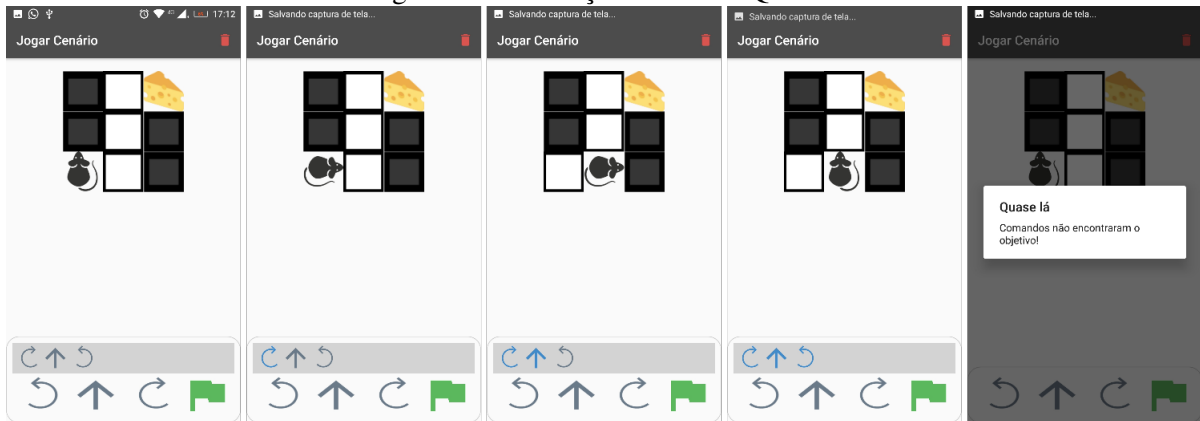 17:12
Salvando captura de tela...
Salvando captura de tela...
Salvando captura de tela...
Salvando captura de tela...
Jogar Cenário
Jogar Cenário
Jogar Cenário
Jogar Cenário
Jogar Cenário
Quase lá
Comandos não encontraram o
objetivo!